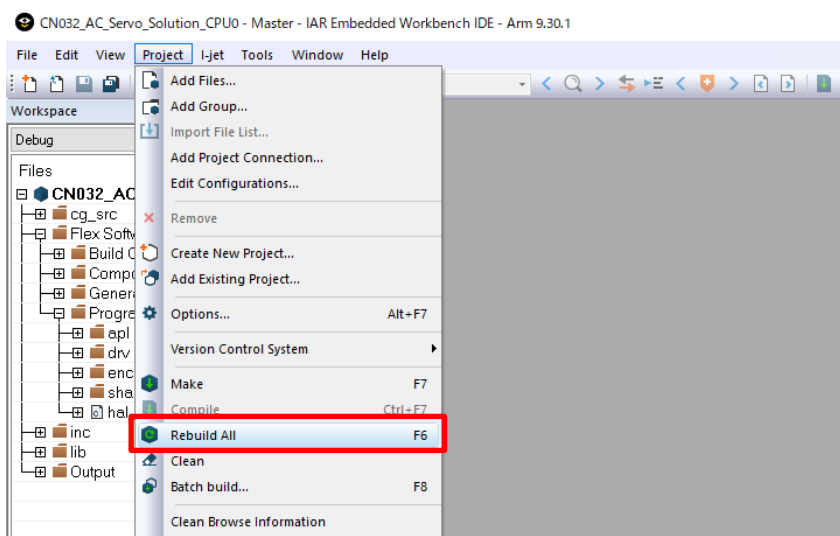 CN032_AC_Servo_Solution_CPU0 - Master - IAR Embedded Workbench IDE - Arm 9.30.1
File Edit View Project I-jet Tools Window Help
Workspace
Debug
Files
CN032_AC
cg_src
Flex Softw
Build C
Compo
Genera
Progra
apl
drv
enc
sha
hal
inc
lib
Output
Add Files...
Add Group...
Import File List...
Add Project Connection...
Edit Configurations...
Remove
Create New Project...
Add Existing Project...
Options... Alt+F7
Version Control System
Make F7
Compile Ctrl+F7
Rebuild All F6
Clean
Batch build... F8
Clean Browse Information